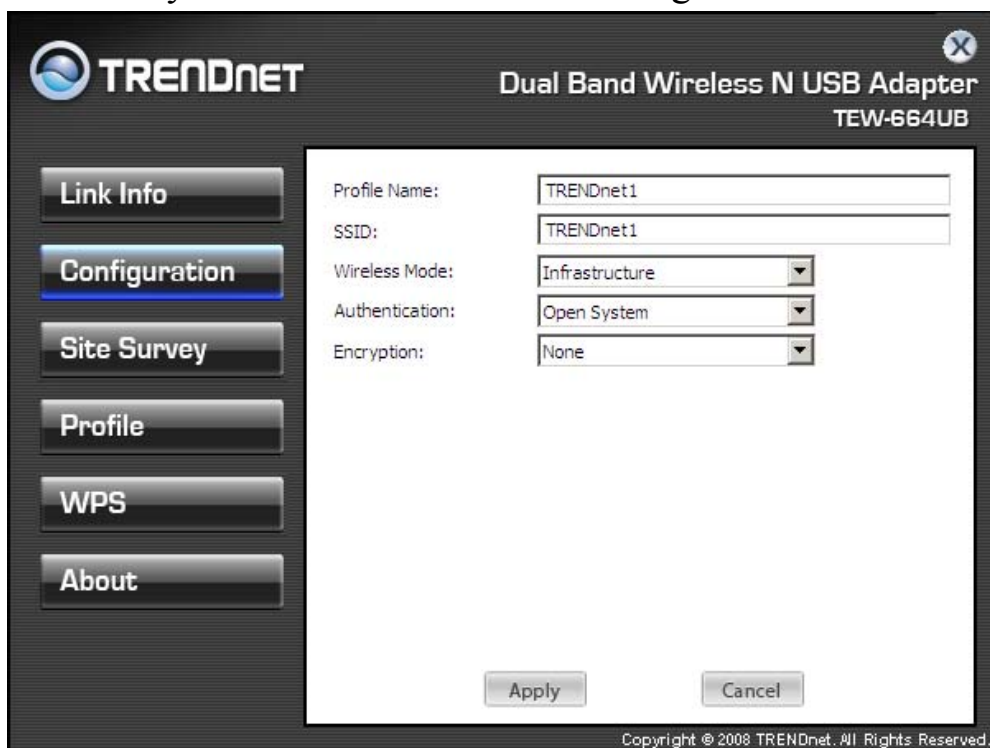 TRENDNET
Dual Band Wireless N USB Adapter
TEW-664UB
Link Info
Configuration
Site Survey
Profile
WPS
About
Profile Name: TRENDnet1
SSID: TRENDnet1
Wireless Mode: Infrastructure
Authentication: Open System
Encryption: None
Apply Cancel
Copyright © 2008 TRENDnet. All Rights Reserved